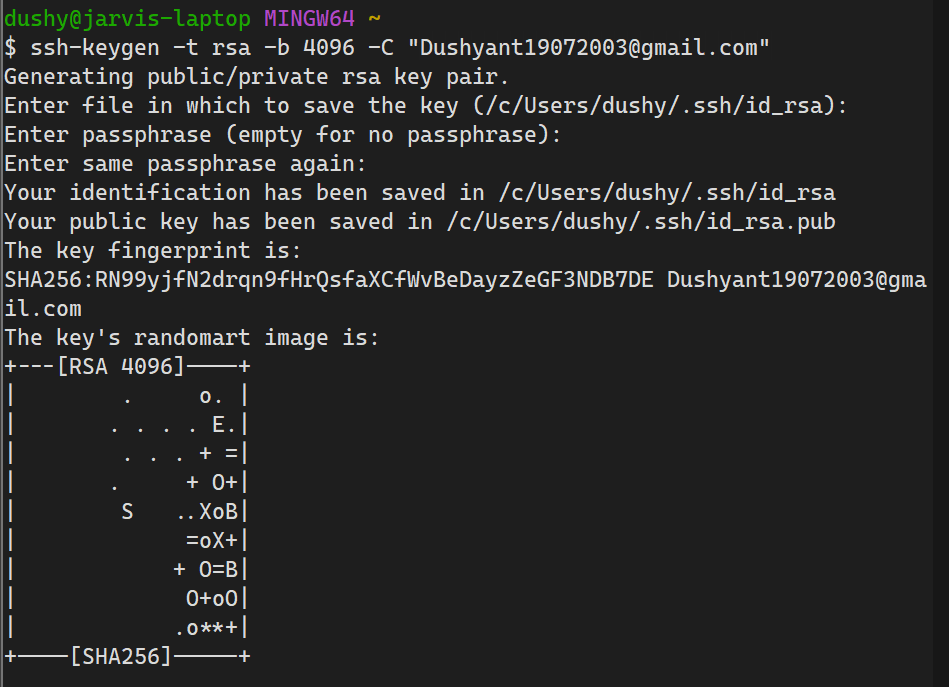 dushy@jarvis-laptop MINGW64 ~
$ ssh-keygen -t rsa -b 4096 -C "Dushyant19072003@gmail.com"
Generating public/private rsa key pair.
Enter file in which to save the key (/c/Users/dushy/.ssh/id_rsa):
Enter passphrase (empty for no passphrase):
Enter same passphrase again:
Your identification has been saved in /c/Users/dushy/.ssh/id_rsa
Your public key has been saved in /c/Users/dushy/.ssh/id_rsa.pub
The key fingerprint is:
SHA256:RN99yjfN2drqn9fHrQsfaXCfWvBeDayzZeGF3NDB7DE Dushyant19072003@gma
il.com
The key's randomart image is:
+---[RSA 4096]----+
|        .     o. |
|       . . . . E.|
|        . . . + =|
|       .     + O+|
|        S   ..XoB|
|             =oX+|
|            + O=B|
|             O+oO|
|            .o**+|
+----[SHA256]-----+